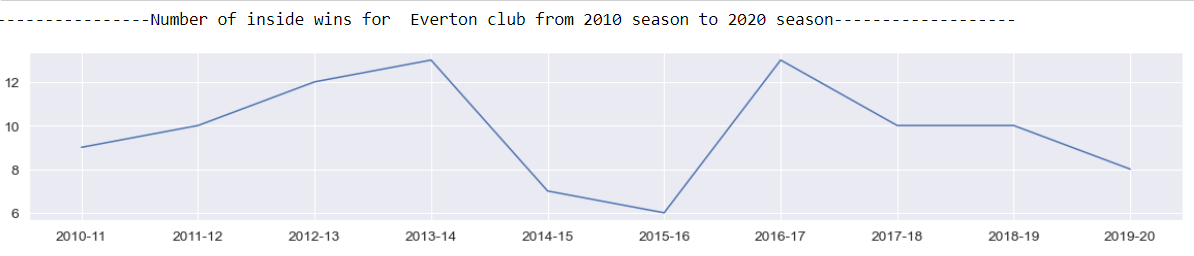 ----------------Number of inside wins for  Everton club from 2010 season to 2020 season-------------------
12
10
8
6
2010-11 2011-12 2012-13 2013-14 2014-15 2015-16 2016-17 2017-18 2018-19 2019-20